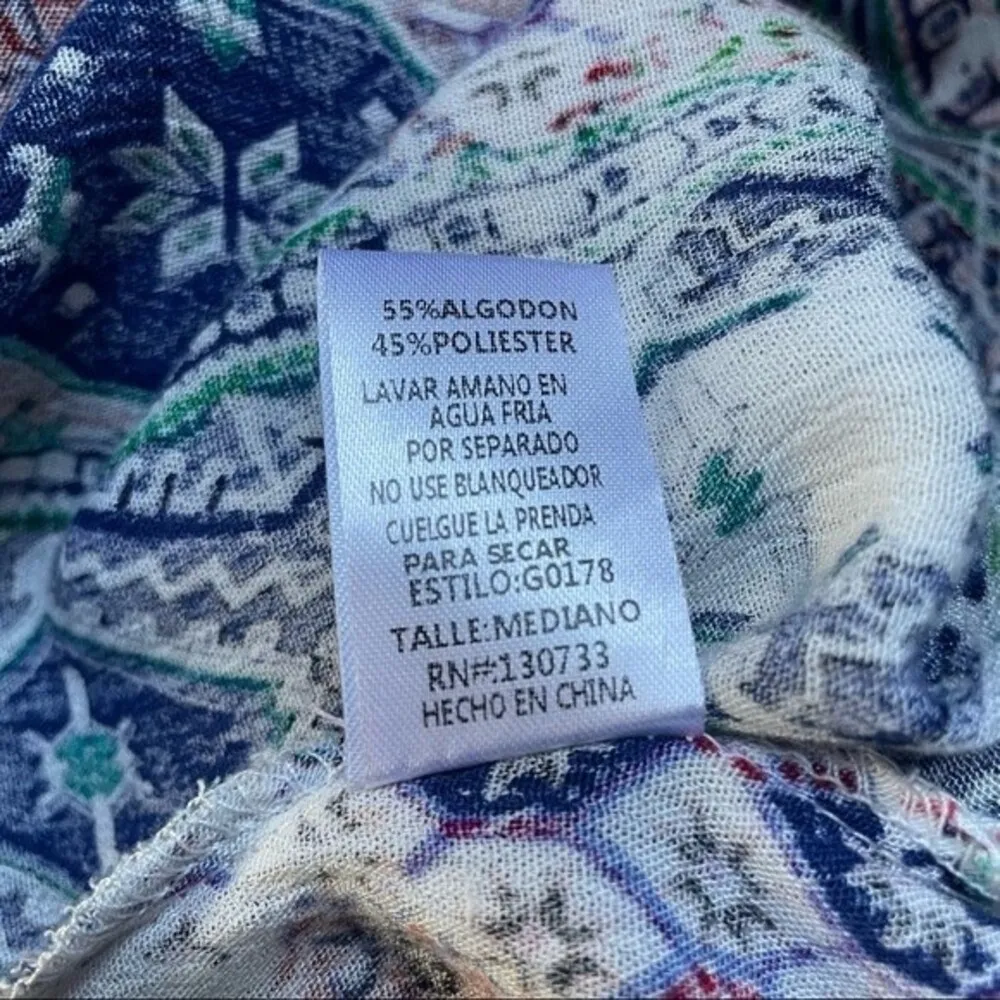 55%ALGODON
45%POLIESTER
LAVAR AMANO EN
AGUA FRIA
POR SEPARADO
NO USE BLANQUEADOR
CUELGUE LA PRENDA
PARA SECAR
ESTILO:G0178
TALLE:MEDIANO
RN#:130733
HECHO EN CHINA